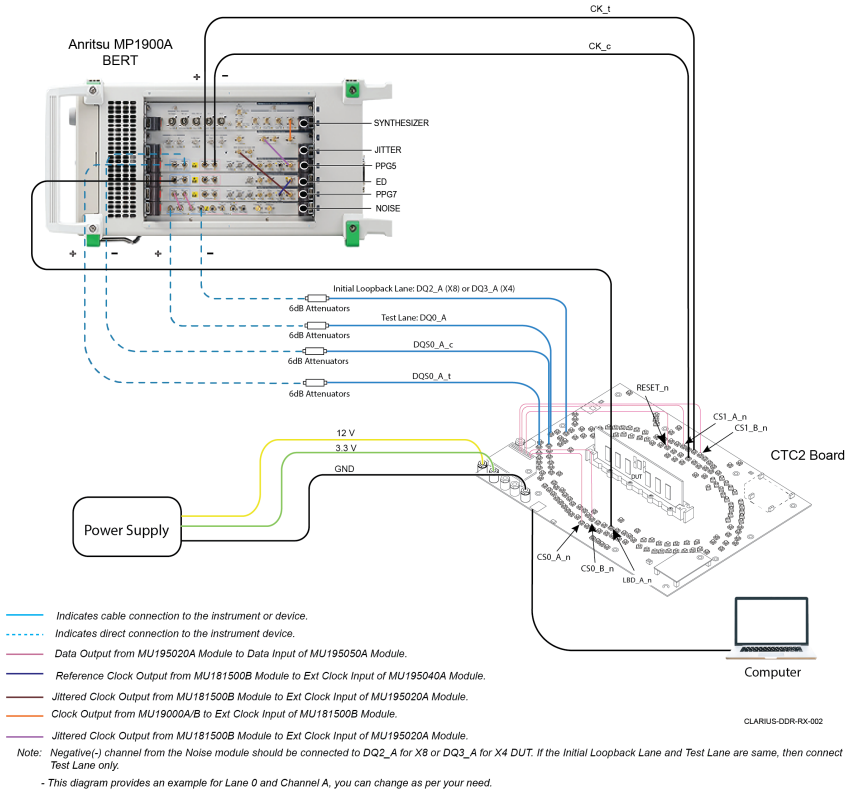 CK_t
Anritsu MP1900A
BERT
CK_c
+ -
SYNTHESIZER
JITTER
PPG5
ED
PPG7
NOISE
+ - + -
Initial Loopback Lane: DQ2_A (X8) or DQ3_A (X4)
6dB Attenuators
Test Lane: DQ0_A
6dB Attenuators
DQS0_A_c
6dB Attenuators
DQS0_A_t
6dB Attenuators
RESET_n
CS1_A_n
CS1_B_n
CTC2 Board
12 V
3.3 V
GND
DUT
Power Supply
CS0_A_n
CS0_B_n
LBD_A_n
Computer
Indicates cable connection to the instrument or device.
Indicates direct connection to the instrument device.
Data Output from MU195020A Module to Data Input of MU195050A Module.
Reference Clock Output from MU181500B Module to Ext Clock Input of MU195040A Module.
Jittered Clock Output from MU181500B Module to Ext Clock Input of MU195020A Module.
Clock Output from MU19000A/B to Ext Clock Input of MU181500B Module.
Jittered Clock Output from MU181500B Module to Ext Clock Input of MU195020A Module.
CLARIUS-DDR-RX-002
Note: Negative(-) channel from the Noise module should be connected to DQ2_A for X8 or DQ3_A for X4 DUT. If the Initial Loopback Lane and Test Lane are same, then connect
Test Lane only.
- This diagram provides an example for Lane 0 and Channel A, you can change as per your need.